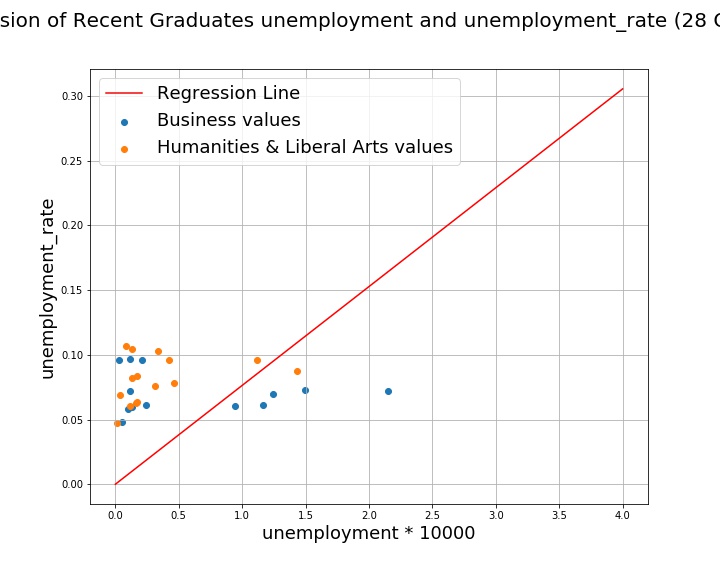 sion of Recent Graduates unemployment and unemployment_rate (28
Regression Line
Business values
Humanities & Liberal Arts values
unemployment_rate
0.30
0.25
0.20
0.15
0.10
0.05
0.00
0.0 0.5 1.0 1.5 2.0 2.5 3.0 3.5 4.0
unemployment * 10000